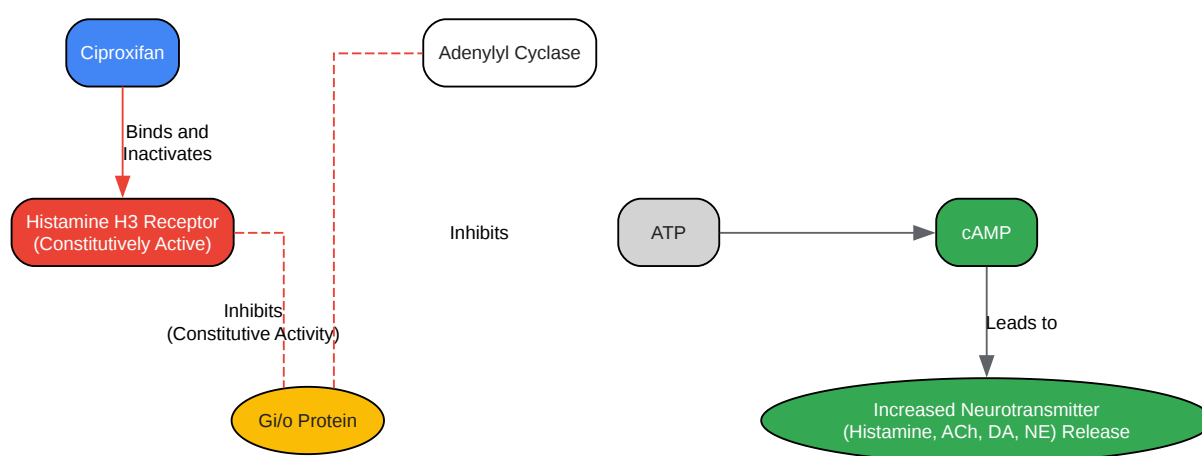 Ciproxifan
Adenylyl Cyclase
Binds and
Inactivates
Histamine H3 Receptor
(Constitutively Active)
Inhibits
ATP
cAMP
Inhibits
(Constitutive Activity)
Leads to
Gi/o Protein
Increased Neurotransmitter
(Histamine, ACh, DA, NE) Release